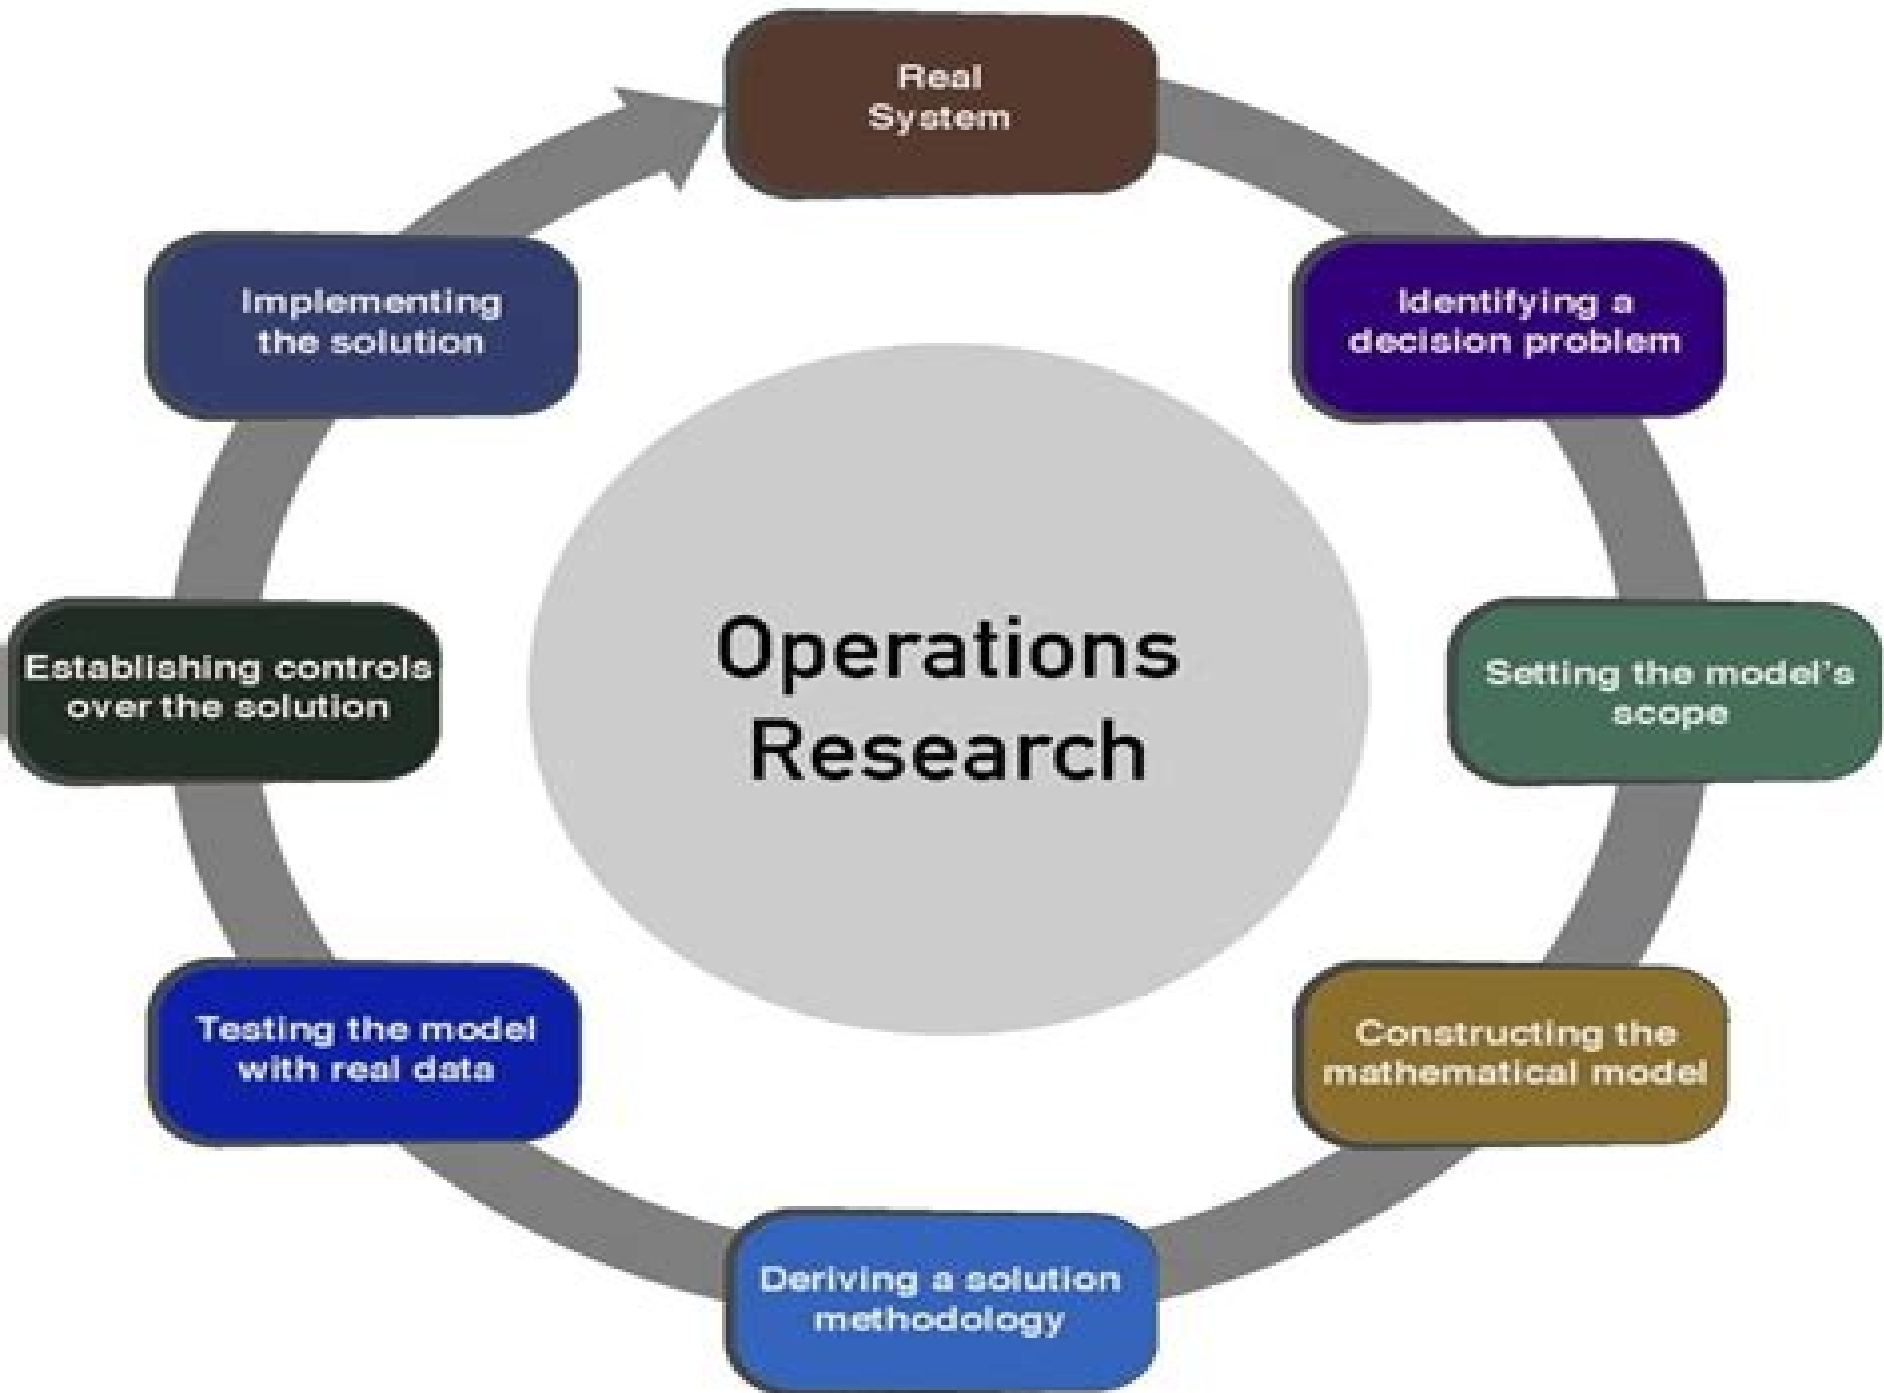 Real
System
Identifying a
decision problem
Setting the model's
scope
Constructing the
mathematical model
Deriving a solution
methodology
Testing the model
with real data
Establishing controls
over the solution
Implementing
the solution
Operations
Research